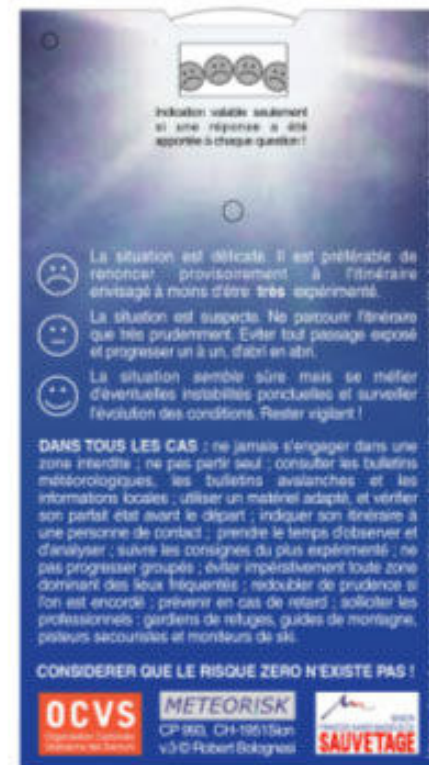 Indication valable seulement
si une réponse a été
apportée à chaque question !
La situation est délicate. Il est préférable de
renoncer provisoirement à l'itinéraire
envisagé à moins d'être très expérimenté.
La situation est suspecte. Ne parcourir l'itinéraire
que très prudemment. Eviter tout passage exposé
et progresser un à un, d'abri en abri.
La situation semble sûre mais se méfier
d'éventuelles instabilités ponctuelles et surveiller
l'évolution des conditions. Rester vigilant !
DANS TOUS LES CAS : ne jamais s'engager dans une
zone interdite ; ne pas partir seul ; consulter les bulletins
météorologiques, les bulletins avalanches et les
informations locales ; utiliser un matériel adapté, et vérifier
son parfait état avant le départ ; indiquer son itinéraire à
une personne de contact ; prendre le temps d'observer et
d'analyser ; suivre les consignes du plus expérimenté ; ne
pas progresser groupés ; éviter impérativement toute zone
dominant des lieux fréquentés ; redoubler de prudence si
l'on est encordé ; prévenir en cas de retard ; solliciter les
professionnels : gardiens de refuges, guides de montagne,
pisteurs secouristes et moniteurs de ski.
CONSIDERER QUE LE RISQUE ZERO N'EXISTE PAS !
OCVS
Organisation Cantonale
Valaisanne des Secours
METEORISK
CP 993, CH-1951 Sion
v.3 © Robert Bolognesi
SAUVETAGE